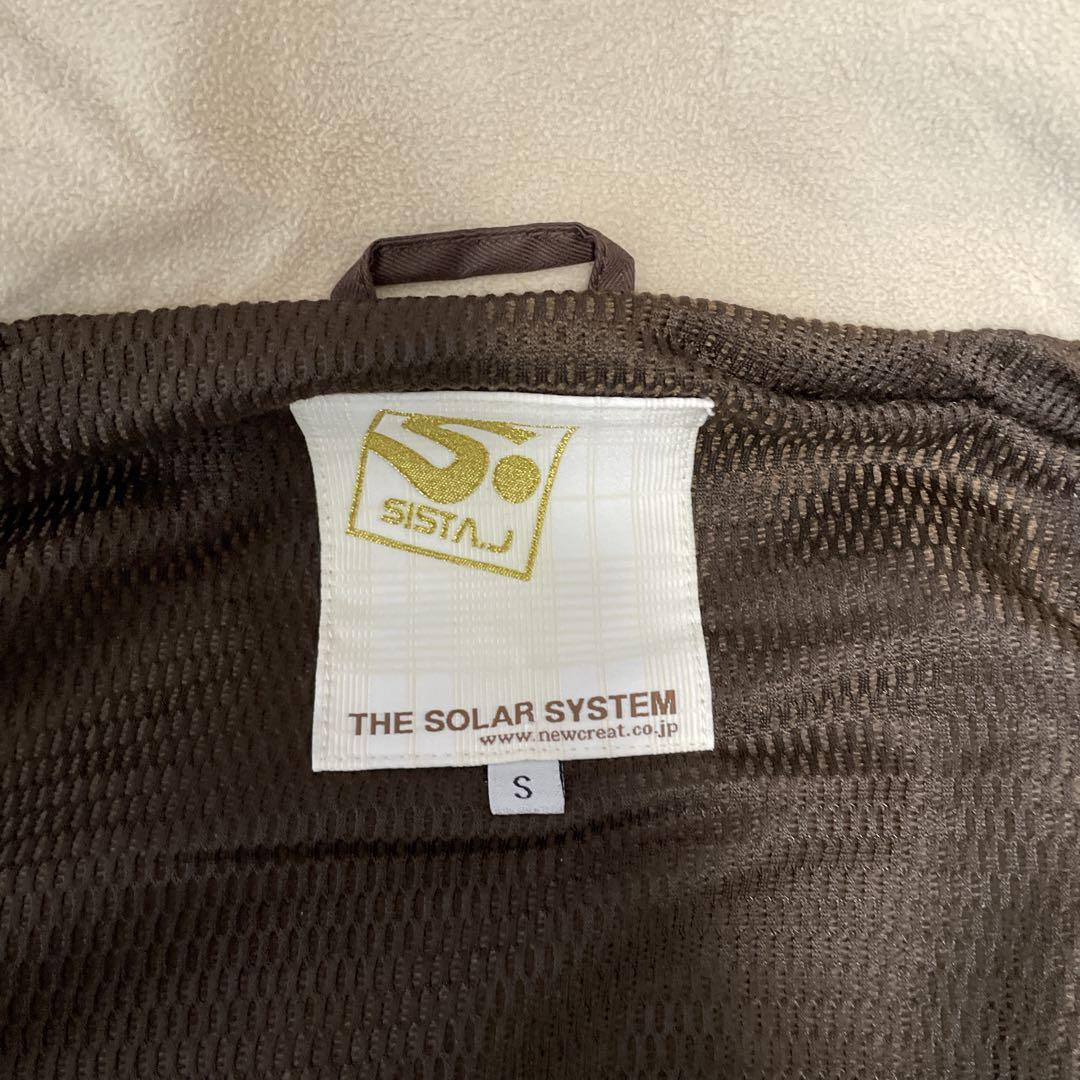 SISTA.J
THE SOLAR SYSTEM
www.newcreat.co.jp
S